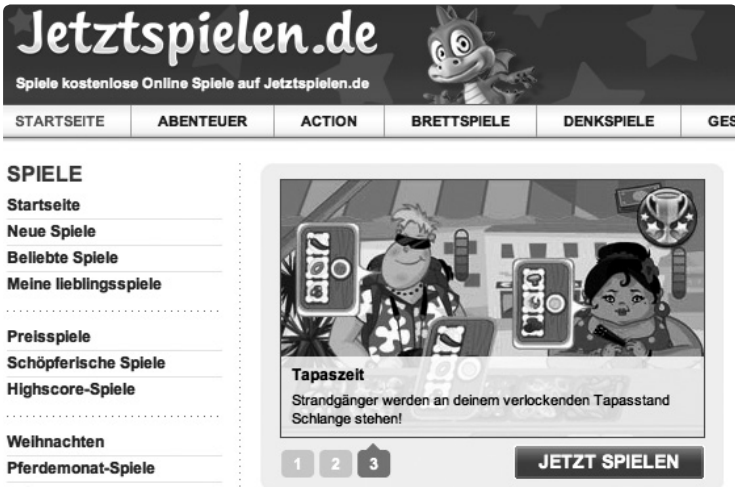 Jetztspielen.de
Spiele kostenlose Online Spiele auf Jetztspielen.de
STARTSEITE ABENTEUER ACTION BRETTSPIELE DENKSPIELE GES
SPIELE
Startseite
Neue Spiele
Beliebte Spiele
Meine lieblingsspiele
Preisspiele
Schöpferische Spiele
Highscore-Spiele
Weihnachten
Pferdemonat-Spiele
Tapaszeit
Strandgänger werden an deinem verlockenden Tapasstand
Schlange stehen!
1 2 3
JETZT SPIELEN